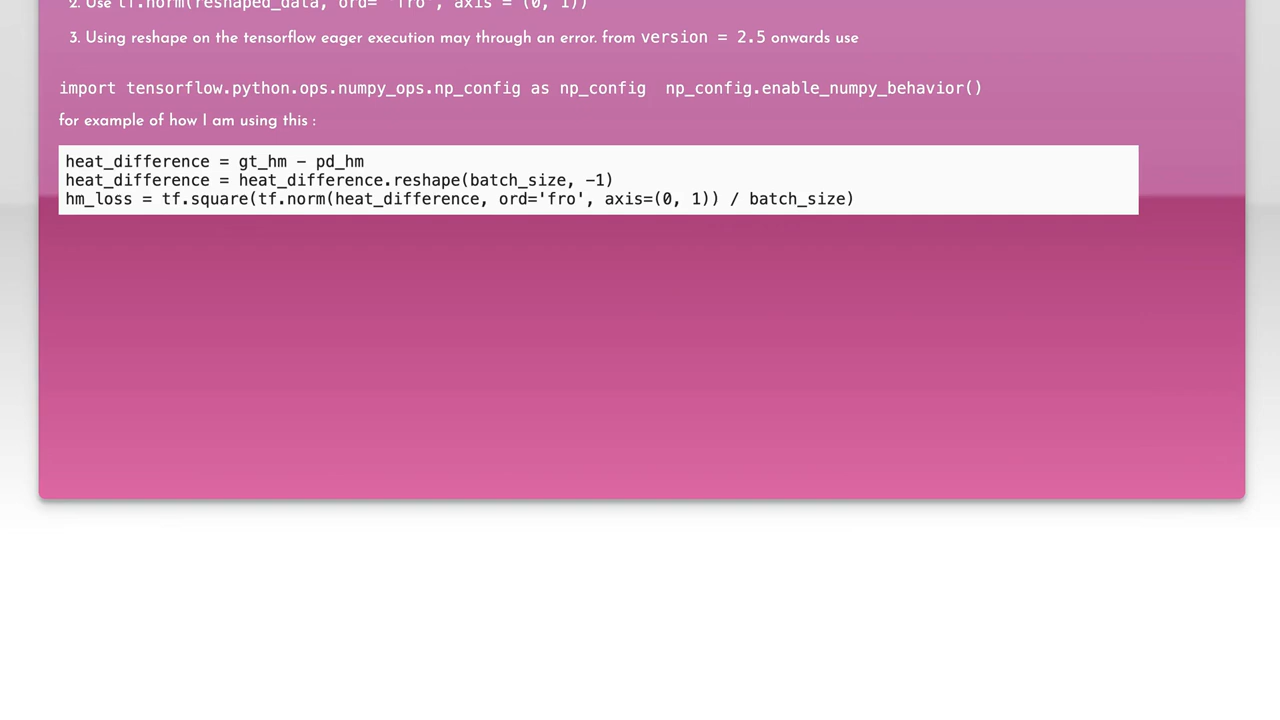 2. Use tf.norm(reshaped_data, ord= 'fro', axis = (0, 1))
3. Using reshape on the tensorflow eager execution may through an error. from version = 2.5 onwards use
import tensorflow.python.ops.numpy_ops.np_config as np_config  np_config.enable_numpy_behavior()
for example of how I am using this :
heat_difference = gt_hm - pd_hm
heat_difference = heat_difference.reshape(batch_size, -1)
hm_loss = tf.square(tf.norm(heat_difference, ord='fro', axis=(0, 1)) / batch_size)